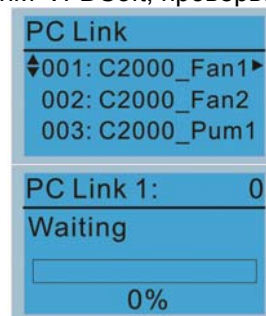 PC Link
001: C2000_Fan1
002: C2000_Fan2
003: C2000_Pum1
PC Link 1: 0
Waiting
0%